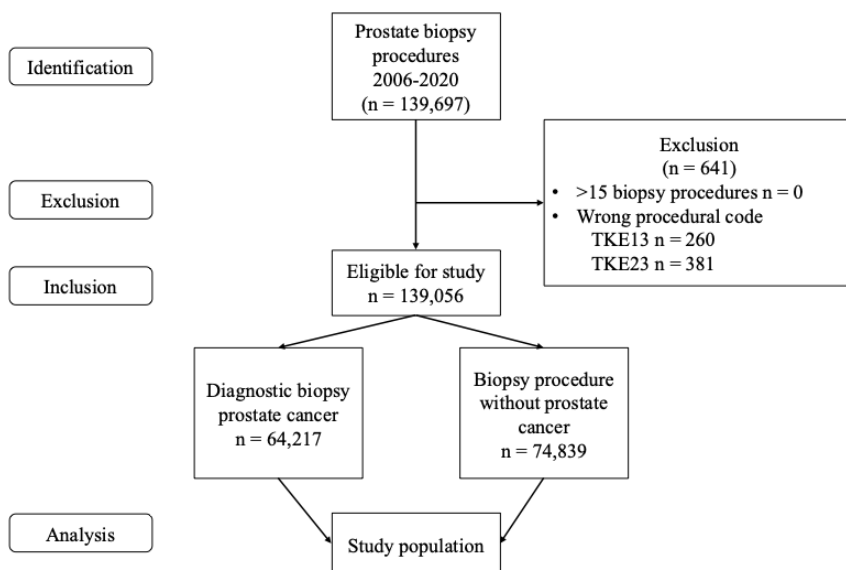 Identification
Prostate biopsy
procedures
2006-2020
(n = 139,697)
Exclusion
Exclusion
(n = 641)
• >15 biopsy procedures n = 0
• Wrong procedural code
TKE13 n = 260
TKE23 n = 381
Inclusion
Eligible for study
n = 139,056
Diagnostic biopsy
prostate cancer
n = 64,217
Biopsy procedure
without prostate
cancer
n = 74,839
Analysis
Study population